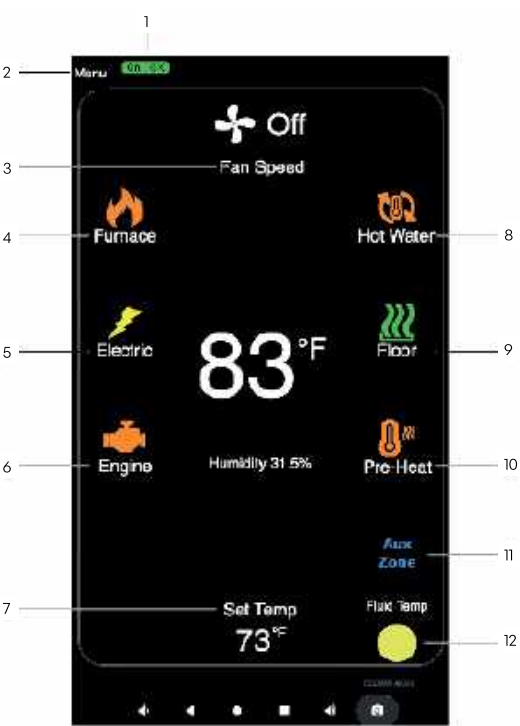 1
2 Menu
Off
3 Fan Speed
4 Furnace
Hot Water 8
5 Electric
83°F
Floor 9
6 Engine
Humidity 31.5%
Pre-Heat 10
Aux
Zone 11
7 Set Temp
73°F
Fluid Temp
12